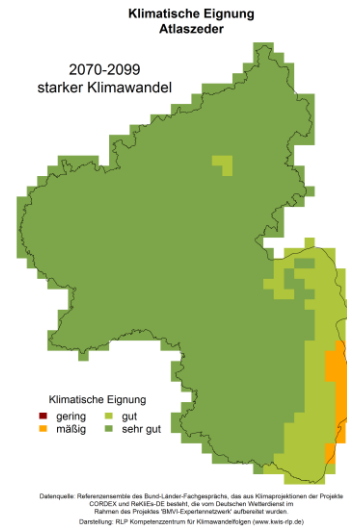 Klimatische Eignung
Atlaszeder
2070-2099
starker Klimawandel
Klimatische Eignung
gering
gut
mäßig
sehr gut
Datenquelle: Referenzensemble des Bund-Länder-Fachgesprächs, das aus Klimaprojektionen der Projekte
CORDEX und ReKliEs-DE besteht, die vom Deutschen Wetterdienst im
Rahmen des Projektes 'BMVI-Expertennetzwerk' aufbereitet wurden.
Darstellung: RLP Kompetenzzentrum für Klimawandelfolgen (www.kwis-rlp.de)